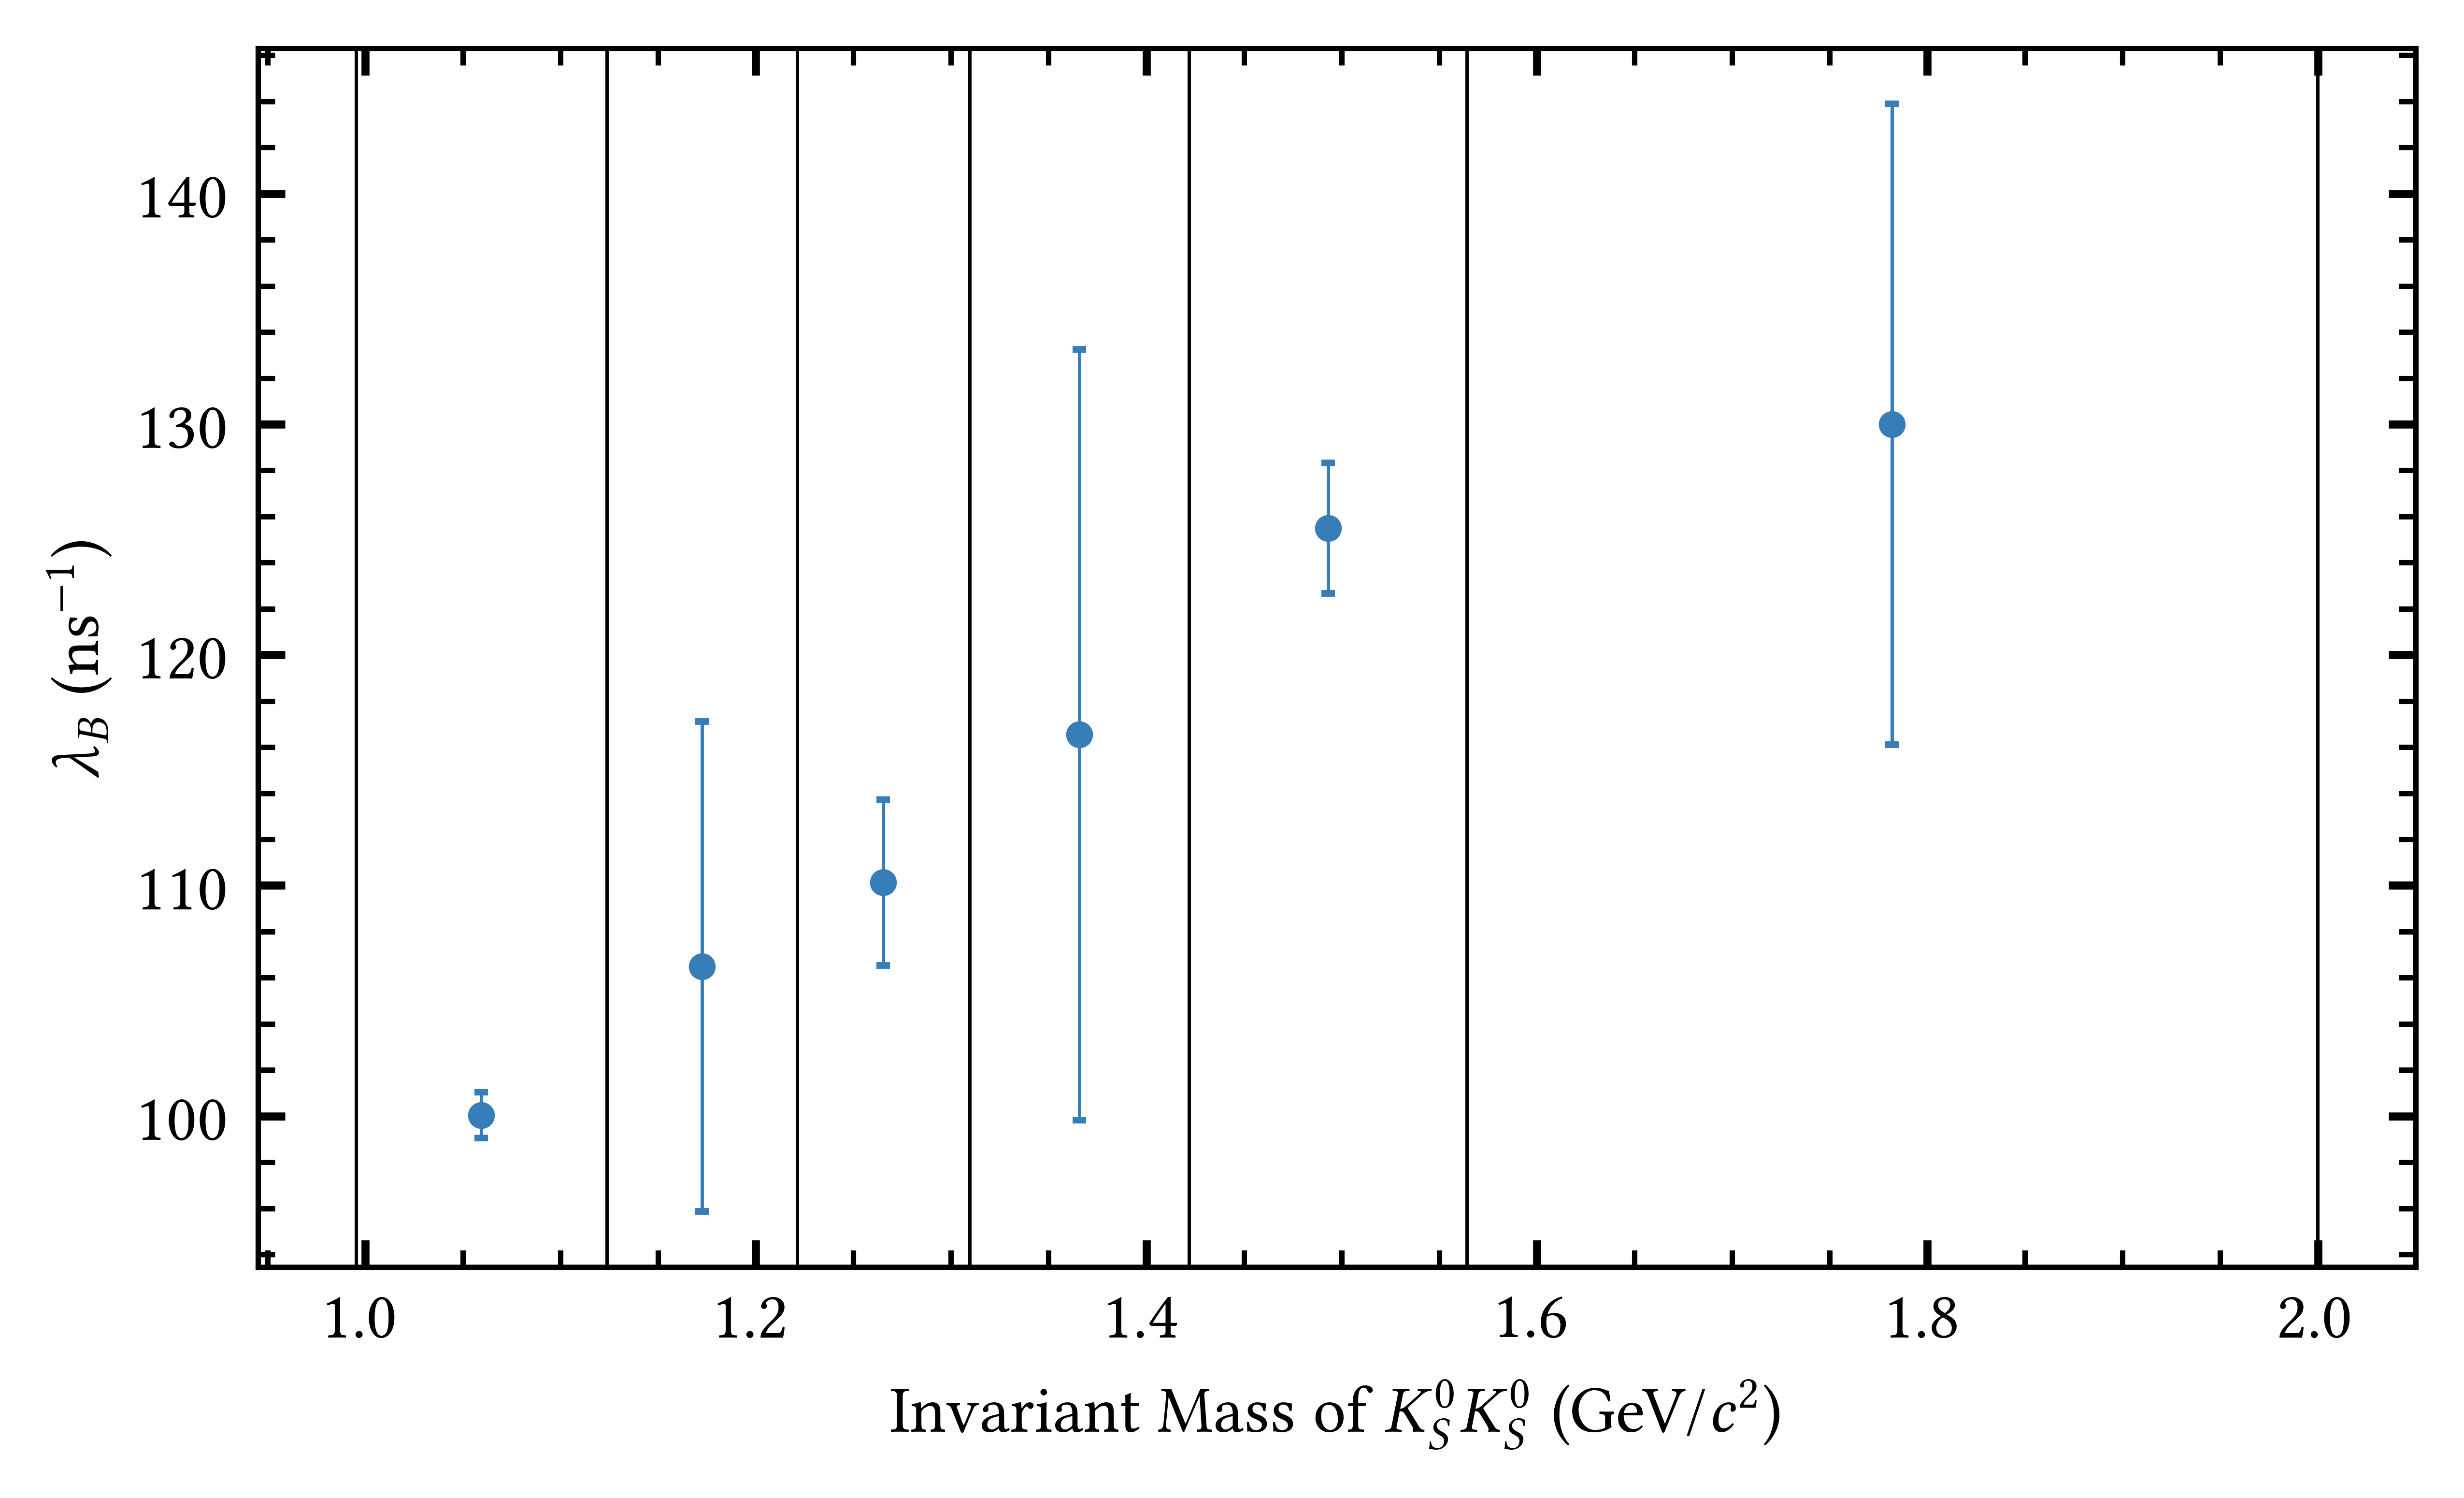 140
130
120
110
100
λ_B (ns⁻¹)
1.0 1.2 1.4 1.6 1.8 2.0
Invariant Mass of K⁰_S K⁰_S (GeV/c²)